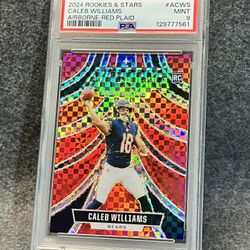 2024 ROOKIES & STARS #ACWS
CALEB WILLIAMS MINT
AIRBORNE-RED PLAID 9
PSA 129777561
RC
18
CALEB WILLIAMS
BEARS